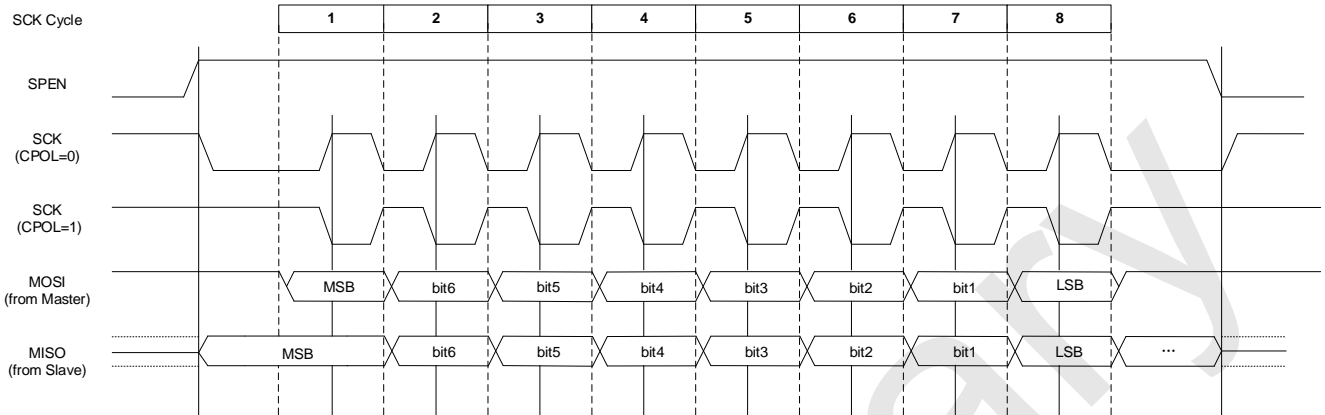 SCK Cycle 1 2 3 4 5 6 7 8
SPEN
SCK
(CPOL=0)
SCK
(CPOL=1)
MOSI
(from Master)
MSB bit6 bit5 bit4 bit3 bit2 bit1 LSB
MISO
(from Slave)
MSB bit6 bit5 bit4 bit3 bit2 bit1 LSB ...
ary